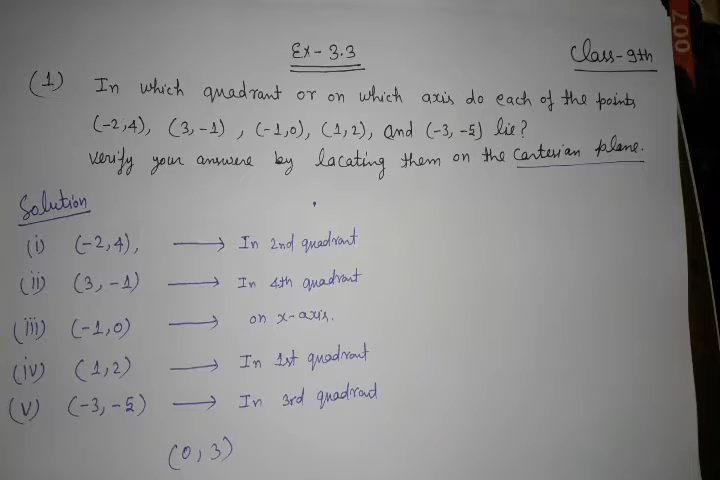 Ex - 3.3
Class - 9th
(1) In which quadrant or on which axis do each of the points
(-2,4), (3,-1), (-1,0), (1,2), and (-3,-5) lie?
verify your answere by lacating them on the cartesian plane.
Solution
(i) (-2,4), → In 2nd quadrant
(ii) (3,-1) → In 4th quadrant
(iii) (-1,0) → on x-axis.
(iv) (1,2) → In 1st quadrant
(v) (-3,-5) → In 3rd quadrant
(0,3)
007